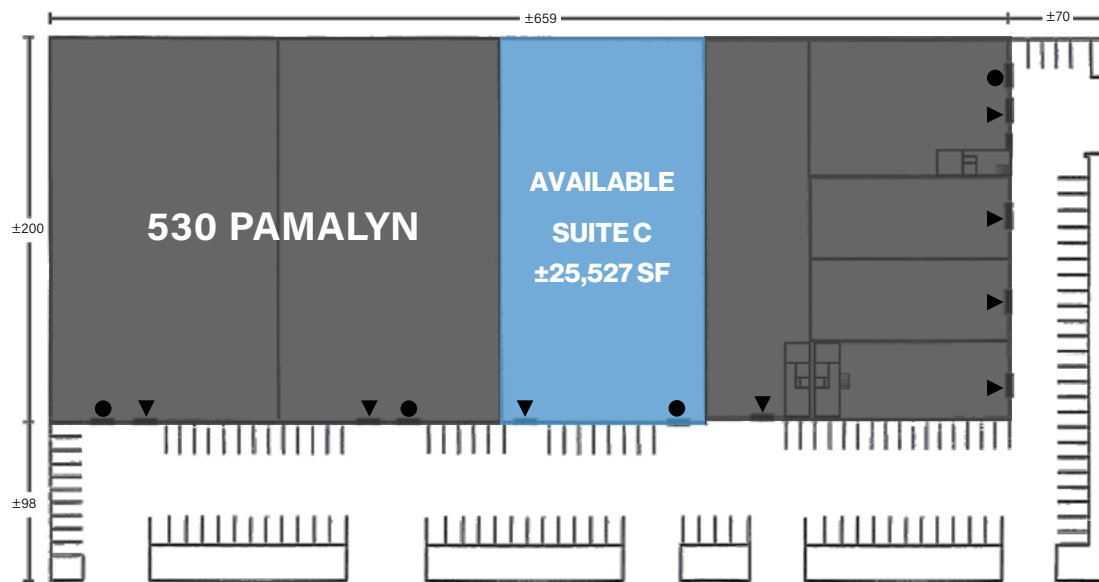 ±659
±70
AVAILABLE
530 PAMALYN
SUITE C
±200
±25,527 SF
±98